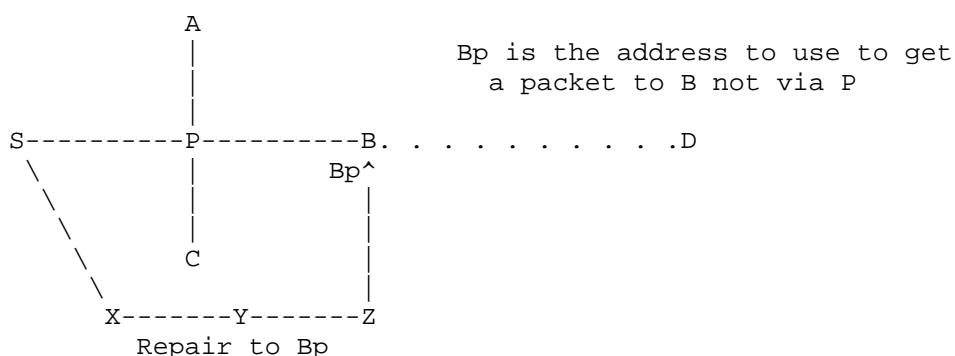 A
Bp is the address to use to get
a packet to B not via P
S----------P----------B. . . . . . . . . .D
Bp^
C
X-------Y-------Z
Repair to Bp